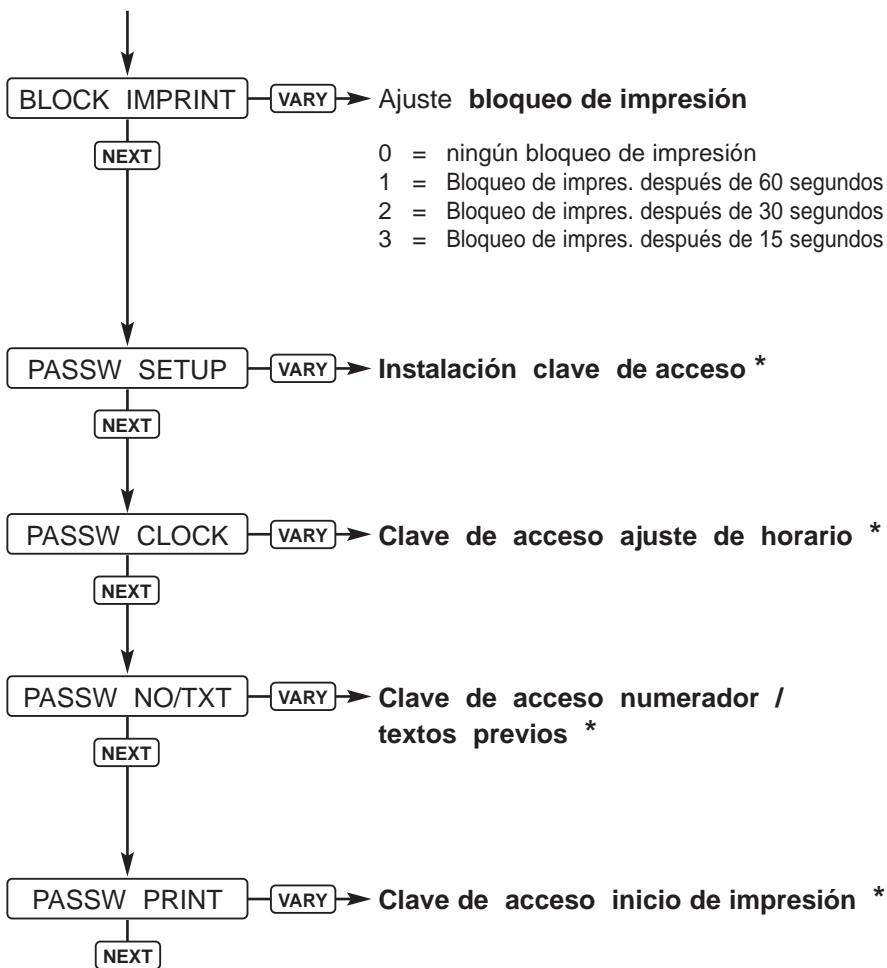 BLOCK IMPRINT VARY Ajuste bloqueo de impresión
NEXT
0 = ningún bloqueo de impresión
1 = Bloqueo de impres. después de 60 segundos
2 = Bloqueo de impres. después de 30 segundos
3 = Bloqueo de impres. después de 15 segundos
PASSW SETUP VARY Instalación clave de acceso *
NEXT
PASSW CLOCK VARY Clave de acceso ajuste de horario *
NEXT
PASSW NO/TXT VARY Clave de acceso numerador /
textos previos *
NEXT
PASSW PRINT VARY Clave de acceso inicio de impresión *
NEXT